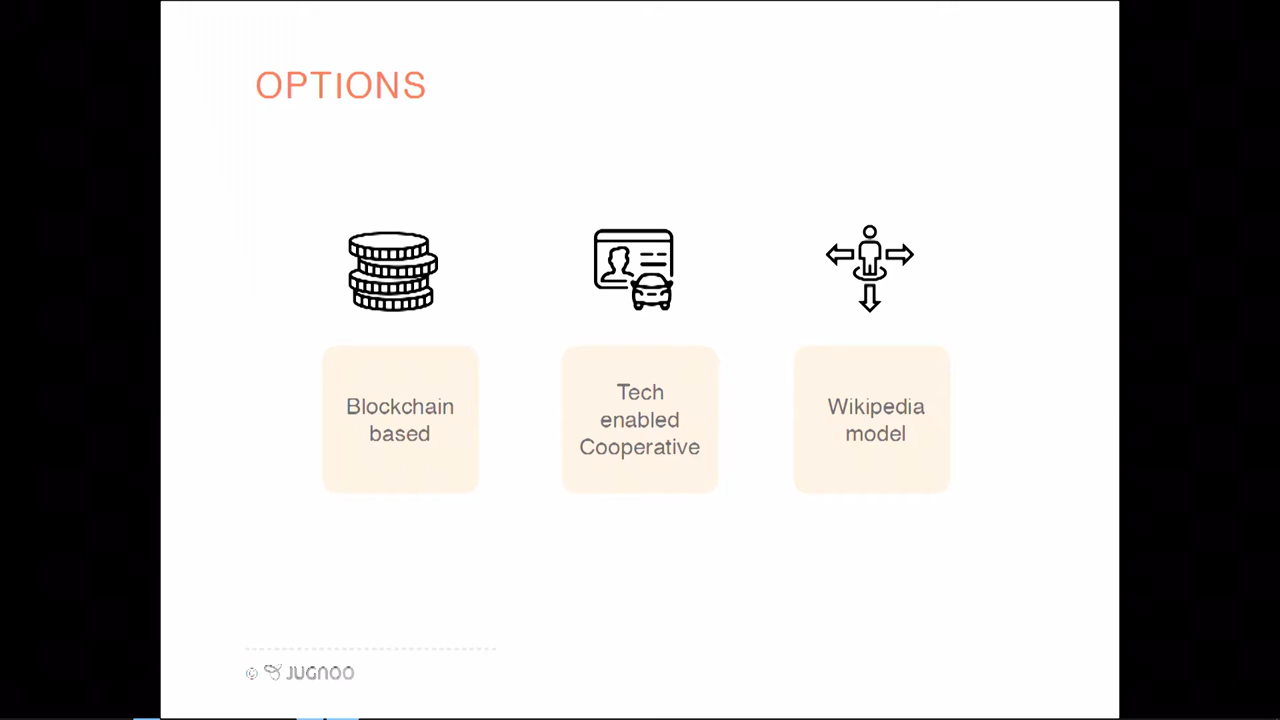 OPTIONS
Blockchain
based
Tech
enabled
Cooperative
Wikipedia
model
© JUGNOO